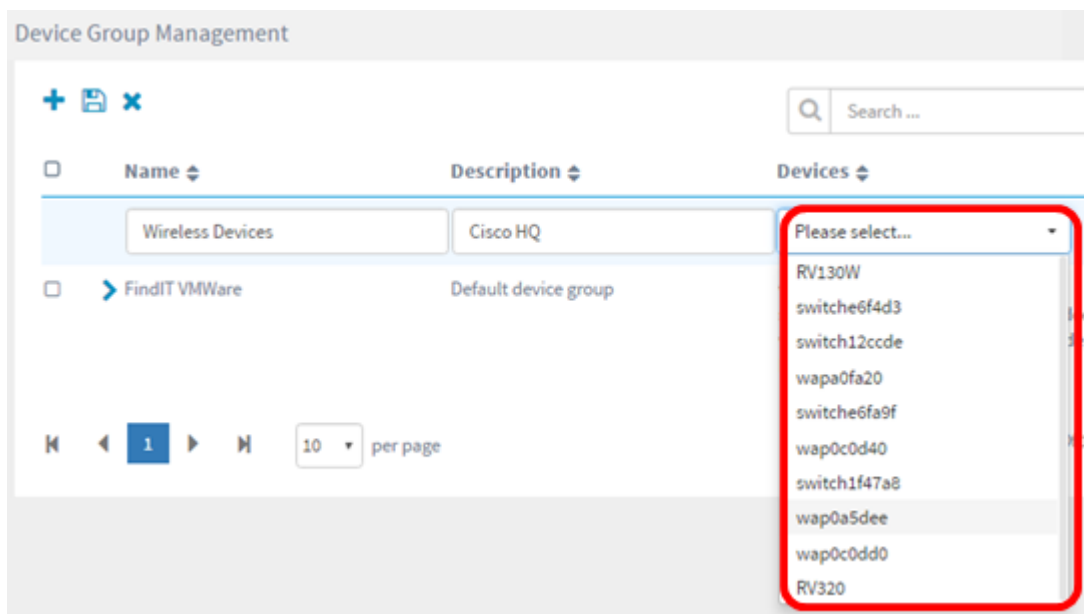 Device Group Management
Search ...
Name Description Devices
Wireless Devices Cisco HQ Please select...
RV130W
FindIT VMWare Default device group
switche6f4d3
switch12ccde
wapa0fa20
switche6fa9f
1 10 per page
wap0c0d40
switch1f47a8
wap0a5dee
wap0c0dd0
RV320